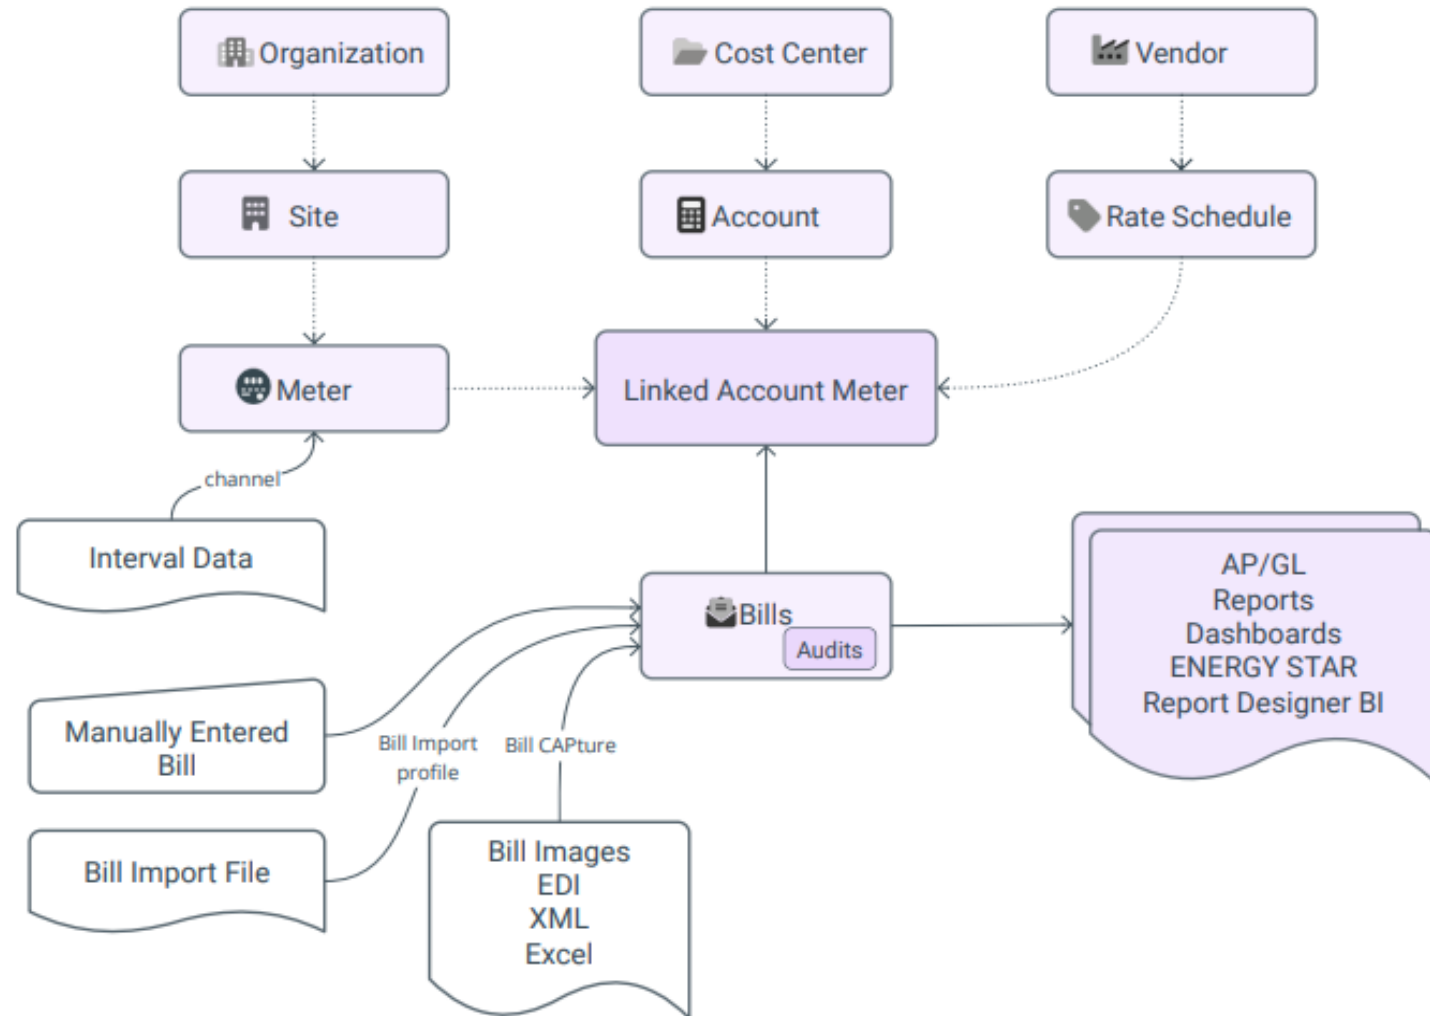 Organization
Cost Center
Vendor
Site
Account
Rate Schedule
Meter
Linked Account Meter
channel
Interval Data
Bills
Audits
AP/GL
Reports
Dashboards
ENERGY STAR
Report Designer BI
Manually Entered
Bill
Bill Import
profile
Bill CAPture
Bill Import File
Bill Images
EDI
XML
Excel